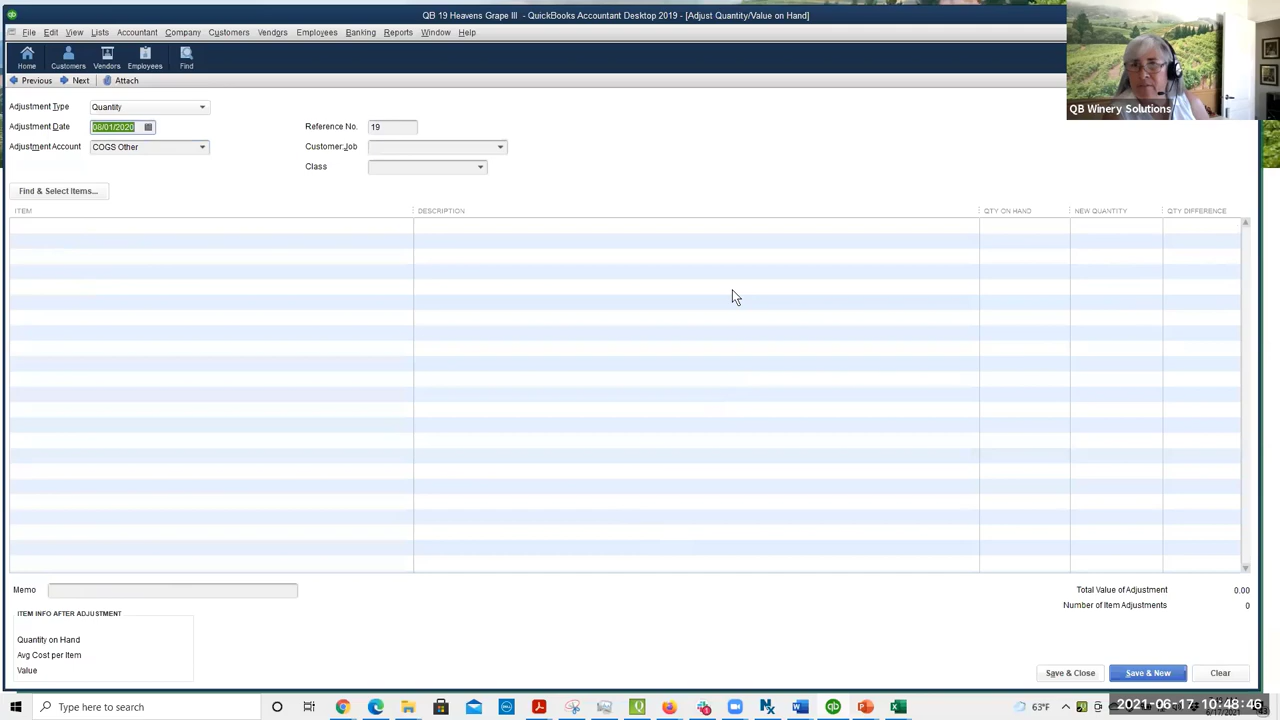 QB 19 Heavens Grape III - QuickBooks Accountant Desktop 2019 - [Adjust Quantity/Value on Hand]
File Edit View Lists Accountant Company Customers Vendors Employees Banking Reports Window Help
Home Customers Vendors Employees Find
Previous Next Attach
QB Winery Solutions
Adjustment Type Quantity
Adjustment Date 08/01/2020 Reference No. 19
Adjustment Account COGS Other Customer:Job
Class
Find & Select Items...
ITEM DESCRIPTION QTY ON HAND NEW QUANTITY QTY DIFFERENCE
Memo Total Value of Adjustment 0.00
Number of Item Adjustments 0
ITEM INFO AFTER ADJUSTMENT
Quantity on Hand
Avg Cost per Item
Value
Save & Close Save & New Clear
Type here to search 63°F 2021-06-17 10:48:46